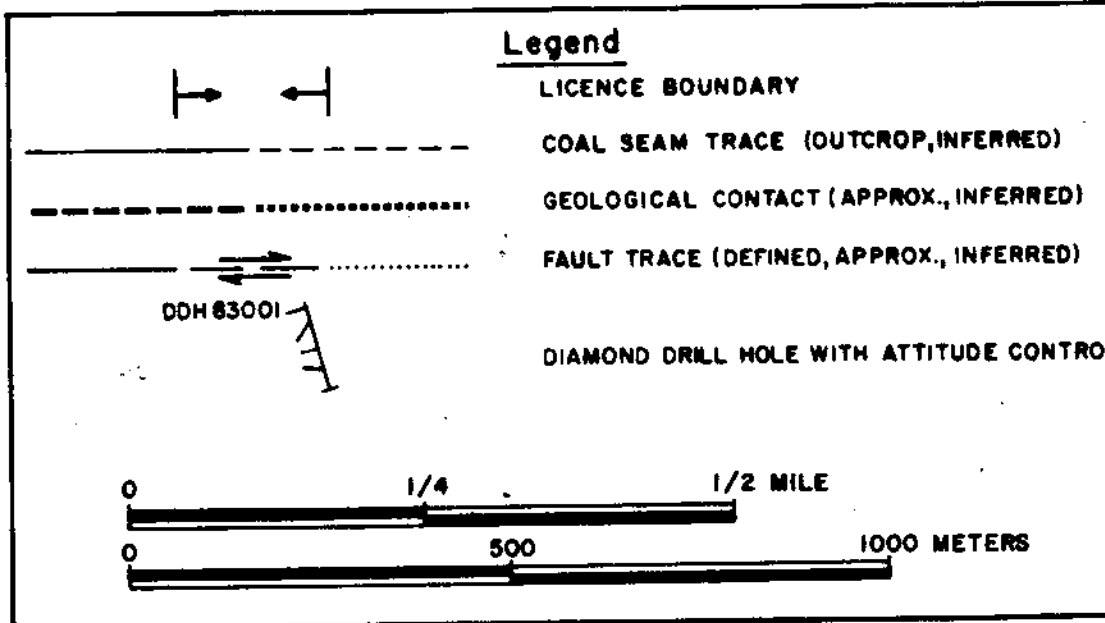 Legend
LICENCE BOUNDARY
COAL SEAM TRACE (OUTCROP, INFERRED)
GEOLOGICAL CONTACT (APPROX., INFERRED)
FAULT TRACE (DEFINED, APPROX., INFERRED)
DDH 83001
DIAMOND DRILL HOLE WITH ATTITUDE CONTRO
0 1/4 1/2 MILE
0 500 1000 METERS